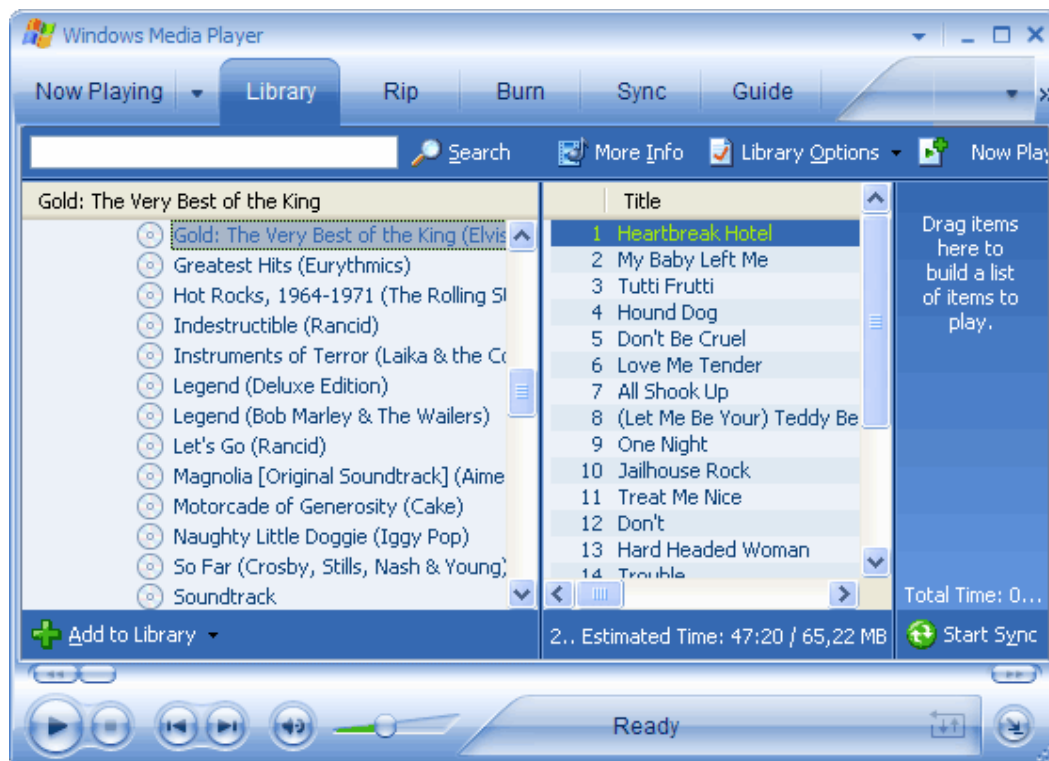 Windows Media Player
Now Playing Library Rip Burn Sync Guide
Search More Info Library Options Now Play
Gold: The Very Best of the King
Gold: The Very Best of the King (Elvis
Greatest Hits (Eurythmics)
Hot Rocks, 1964-1971 (The Rolling St
Indestructible (Rancid)
Instruments of Terror (Laika & the Co
Legend (Deluxe Edition)
Legend (Bob Marley & The Wailers)
Let's Go (Rancid)
Magnolia [Original Soundtrack] (Aime
Motorcade of Generosity (Cake)
Naughty Little Doggie (Iggy Pop)
So Far (Crosby, Stills, Nash & Young)
Soundtrack
Add to Library
Title
1 Heartbreak Hotel
2 My Baby Left Me
3 Tutti Frutti
4 Hound Dog
5 Don't Be Cruel
6 Love Me Tender
7 All Shook Up
8 (Let Me Be Your) Teddy Be
9 One Night
10 Jailhouse Rock
11 Treat Me Nice
12 Don't
13 Hard Headed Woman
14 Trouble
2.. Estimated Time: 47:20 / 65,22 MB
Drag items
here to
build a list
of items to
play.
Total Time: 0...
Start Sync
Ready